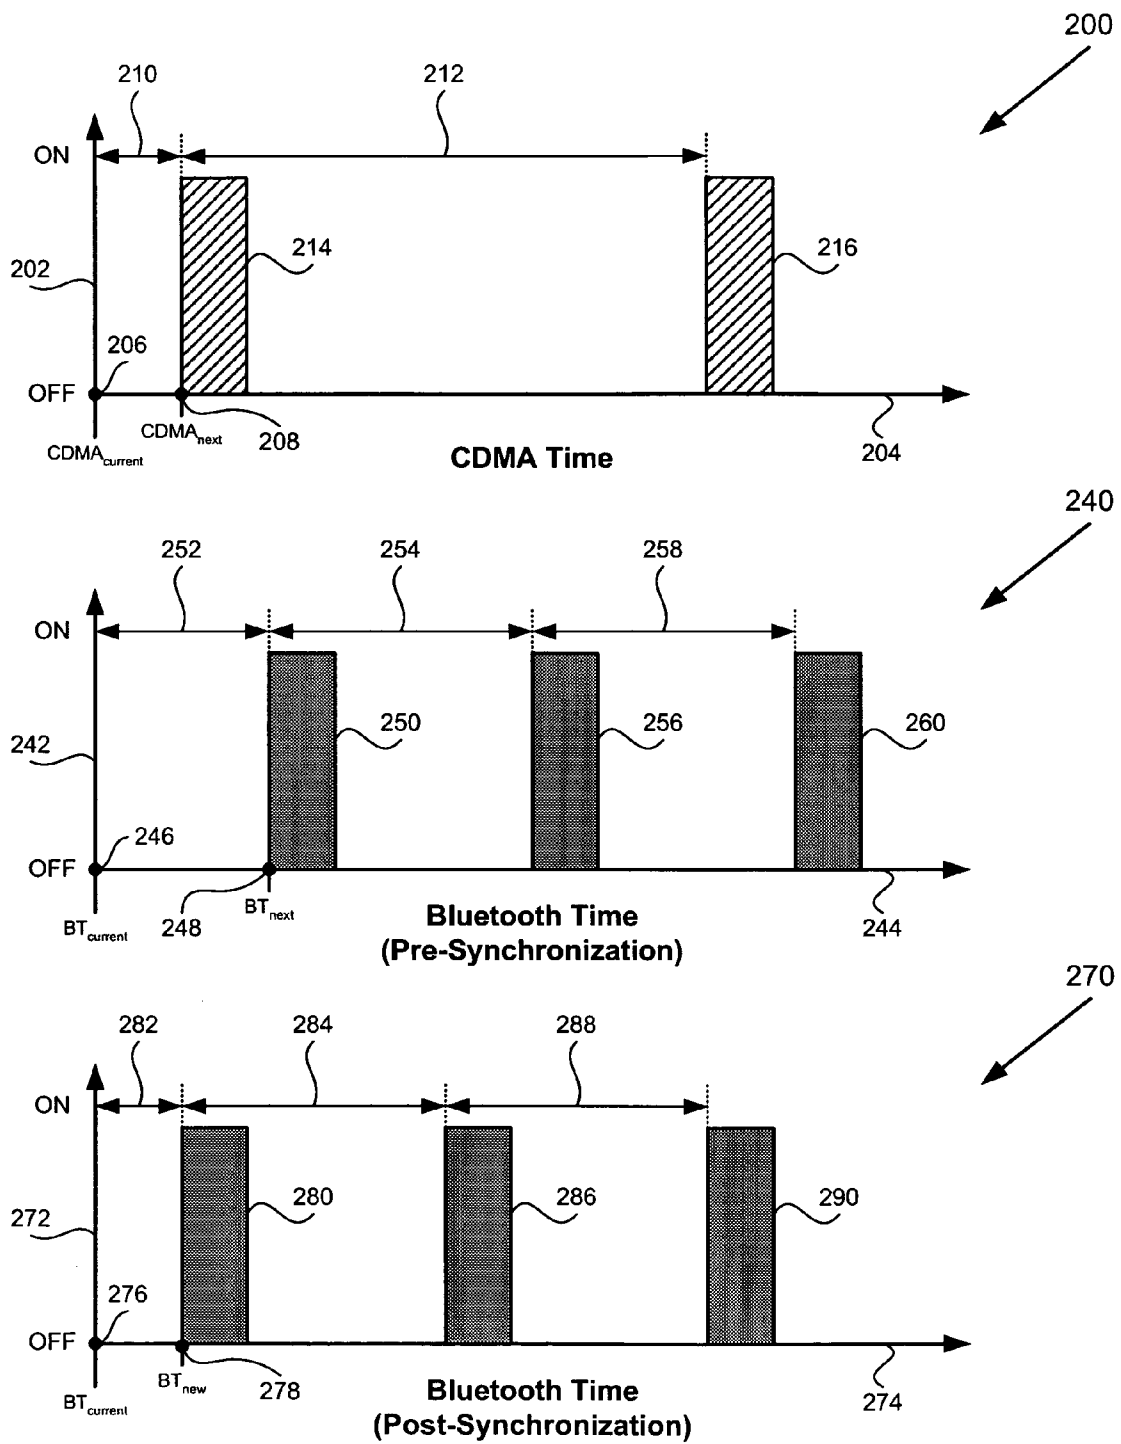 200
210 212
ON
214 216
202
206
OFF
CDMAnext
208
CDMAcurrent
CDMA Time
204
240
252 254 258
ON
250 256 260
242
246
OFF
BTnext
BTcurrent
248
Bluetooth Time
(Pre-Synchronization)
244
270
282 284 288
ON
280 286 290
272
276
OFF
BTnew
BTcurrent
278
Bluetooth Time
(Post-Synchronization)
274